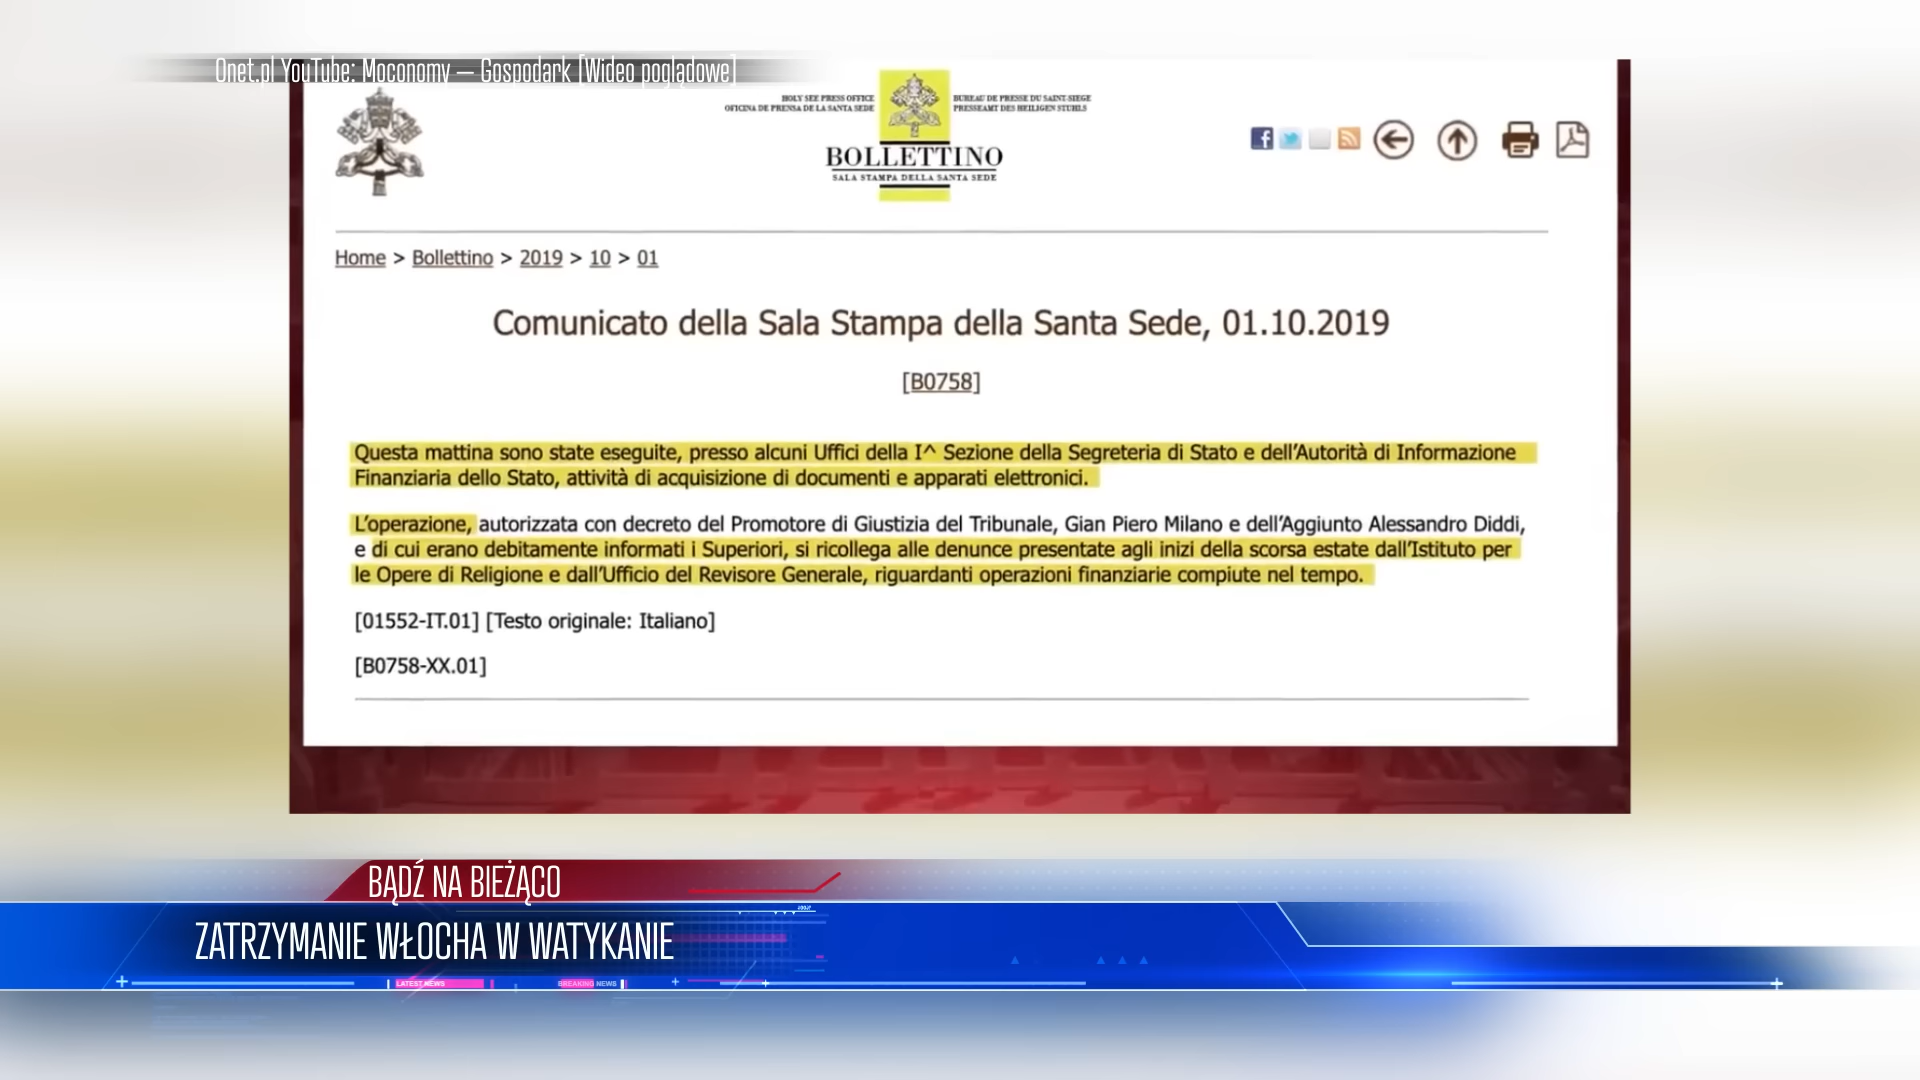 Onet.pl YouTube: Moconomy – Gospodark [Wideo poglądowe]
HOLY SEE PRESS OFFICE
OFICINA DE PRENSA DE LA SANTA SEDE
BUREAU DE PRESSE DU SAINT-SIEGE
PRESSEAMT DES HEILIGEN STUHLS
BOLLETTINO
SALA STAMPA DELLA SANTA SEDE
Home > Bollettino > 2019 > 10 > 01
Comunicato della Sala Stampa della Santa Sede, 01.10.2019
[B0758]
Questa mattina sono state eseguite, presso alcuni Uffici della I^ Sezione della Segreteria di Stato e dell'Autorità di Informazione
Finanziaria dello Stato, attività di acquisizione di documenti e apparati elettronici.
L'operazione, autorizzata con decreto del Promotore di Giustizia del Tribunale, Gian Piero Milano e dell'Aggiunto Alessandro Diddi,
e di cui erano debitamente informati i Superiori, si ricollega alle denunce presentate agli inizi della scorsa estate dall'Istituto per
le Opere di Religione e dall'Ufficio del Revisore Generale, riguardanti operazioni finanziarie compiute nel tempo.
[01552-IT.01] [Testo originale: Italiano]
[B0758-XX.01]
BĄDŹ NA BIEŻĄCO
ZATRZYMANIE WŁOCHA W WATYKANIE
LATEST NEWS
BREAKING NEWS